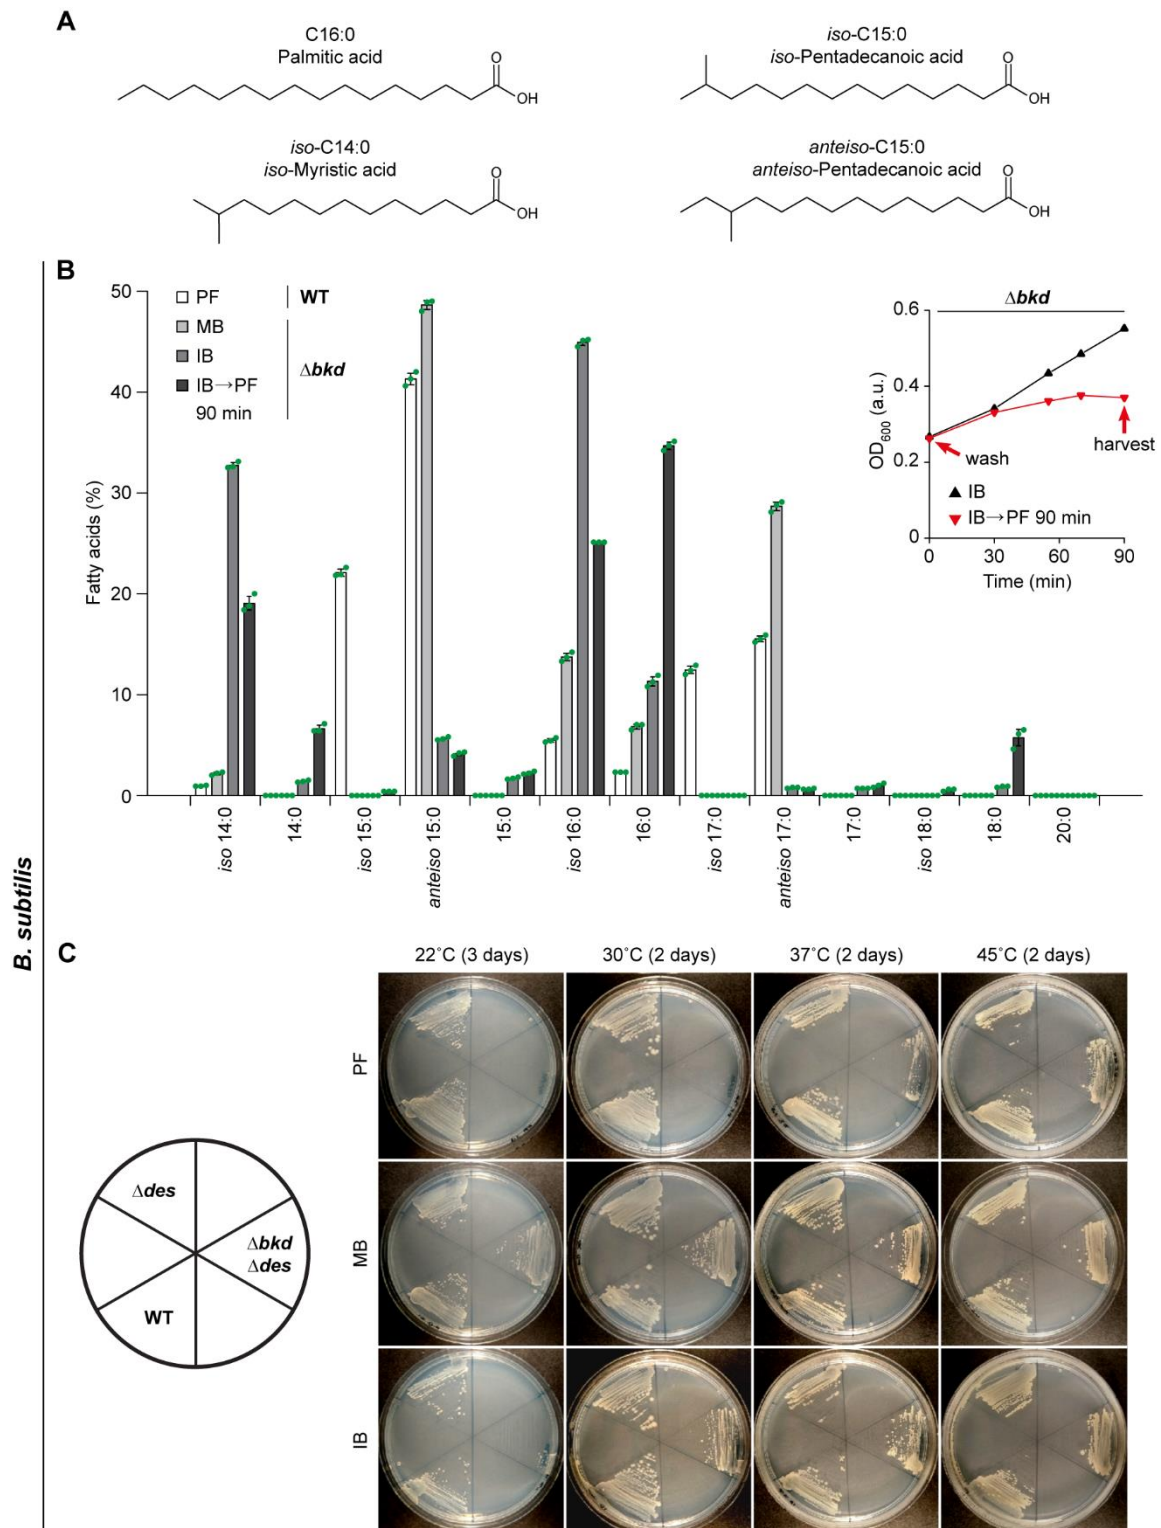 A
C16:0
Palmitic acid
O
OH
iso-C15:0
iso-Pentadecanoic acid
O
OH
iso-C14:0
iso-Myristic acid
O
OH
anteiso-C15:0
anteiso-Pentadecanoic acid
O
OH
B. subtilis
B
Fatty acids (%)
50
40
30
20
10
0
PF
WT
MB
IB
IB→PF
90 min
Δbkd
iso 14:0
14:0
iso 15:0
anteiso 15:0
15:0
iso 16:0
16:0
iso 17:0
anteiso 17:0
17:0
iso 18:0
18:0
20:0
Δbkd
OD600 (a.u.)
0.6
0.4
0.2
0
wash
harvest
IB
IB→PF 90 min
0
30
60
90
Time (min)
C
22˚C (3 days)
30˚C (2 days)
37˚C (2 days)
45˚C (2 days)
PF
MB
IB
Δdes
Δbkd
Δdes
WT